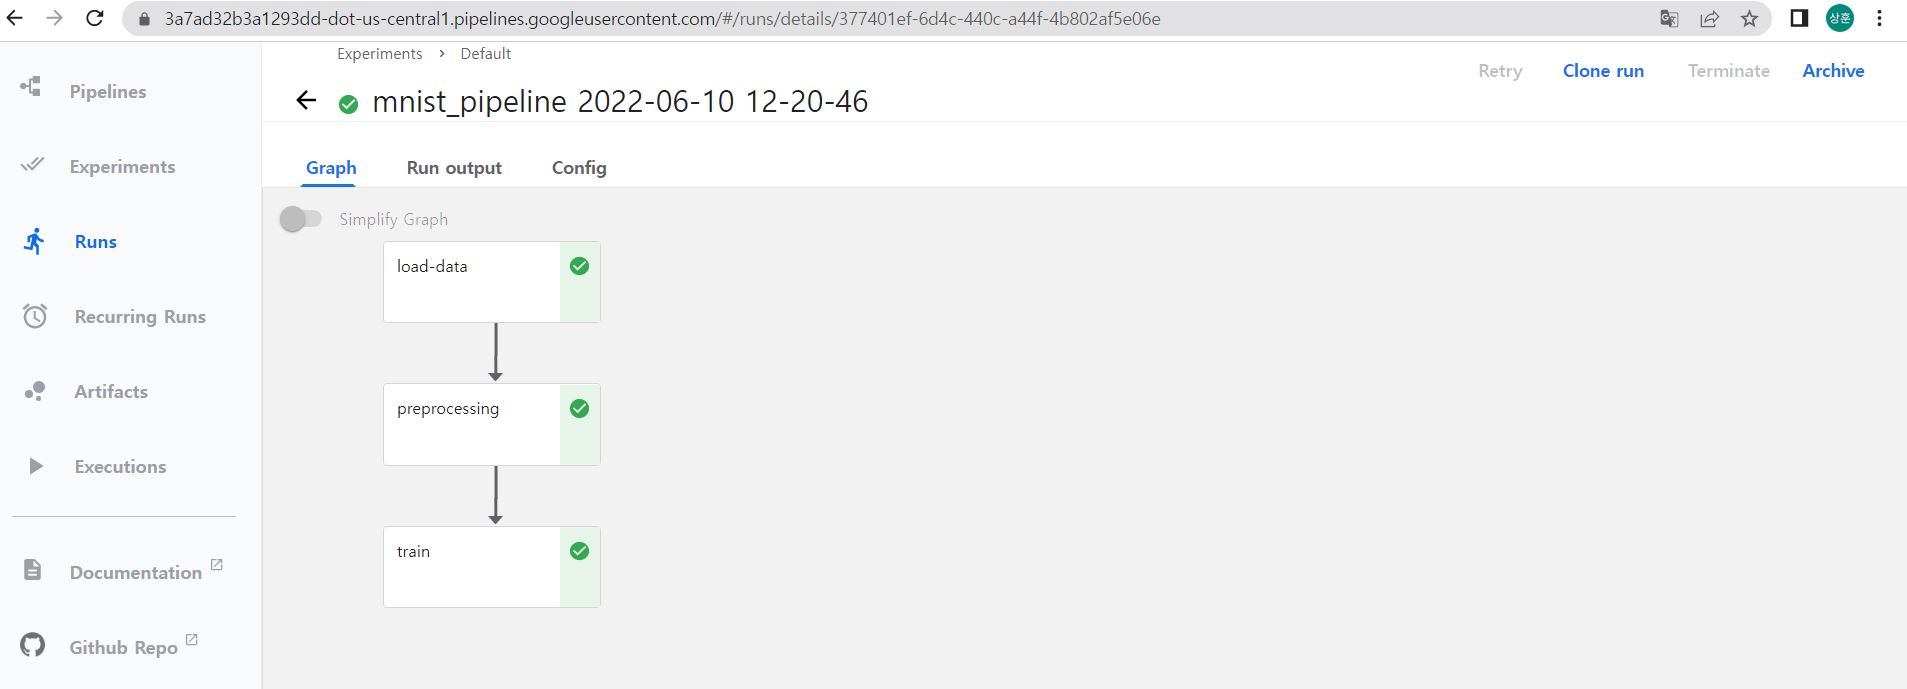 3a7ad32b3a1293dd-dot-us-central1.pipelines.googleusercontent.com/#/runs/details/377401ef-6d4c-440c-a44f-4b802af5e06e
상훈
Pipelines
Experiments
Runs
Recurring Runs
Artifacts
Executions
Documentation
Github Repo
Experiments > Default
mnist_pipeline 2022-06-10 12-20-46
Retry Clone run Terminate Archive
Graph Run output Config
Simplify Graph
load-data
preprocessing
train